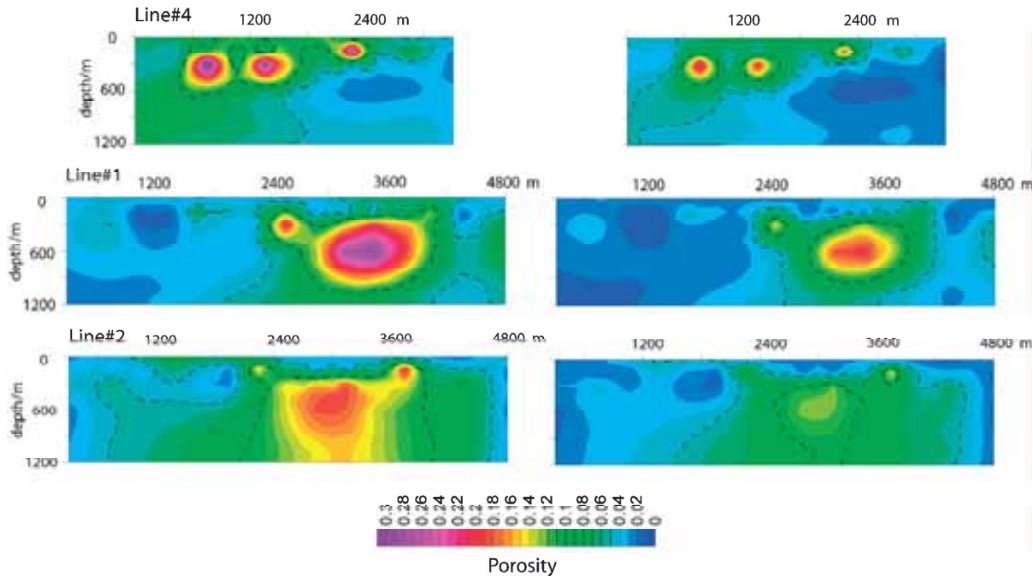 Line#4 1200 2400 m 1200 2400 m
0
depth/m
600
1200
Line#1 1200 2400 3600 4800 m 1200 2400 3600 4800 m
0
depth/m
600
1200
Line#2 1200 2400 3600 4800 m 1200 2400 3600 4800 m
0
depth/m
600
1200
0.3 0.28 0.26 0.24 0.22 0.2 0.18 0.16 0.14 0.12 0.1 0.08 0.06 0.04 0.02 0
Porosity